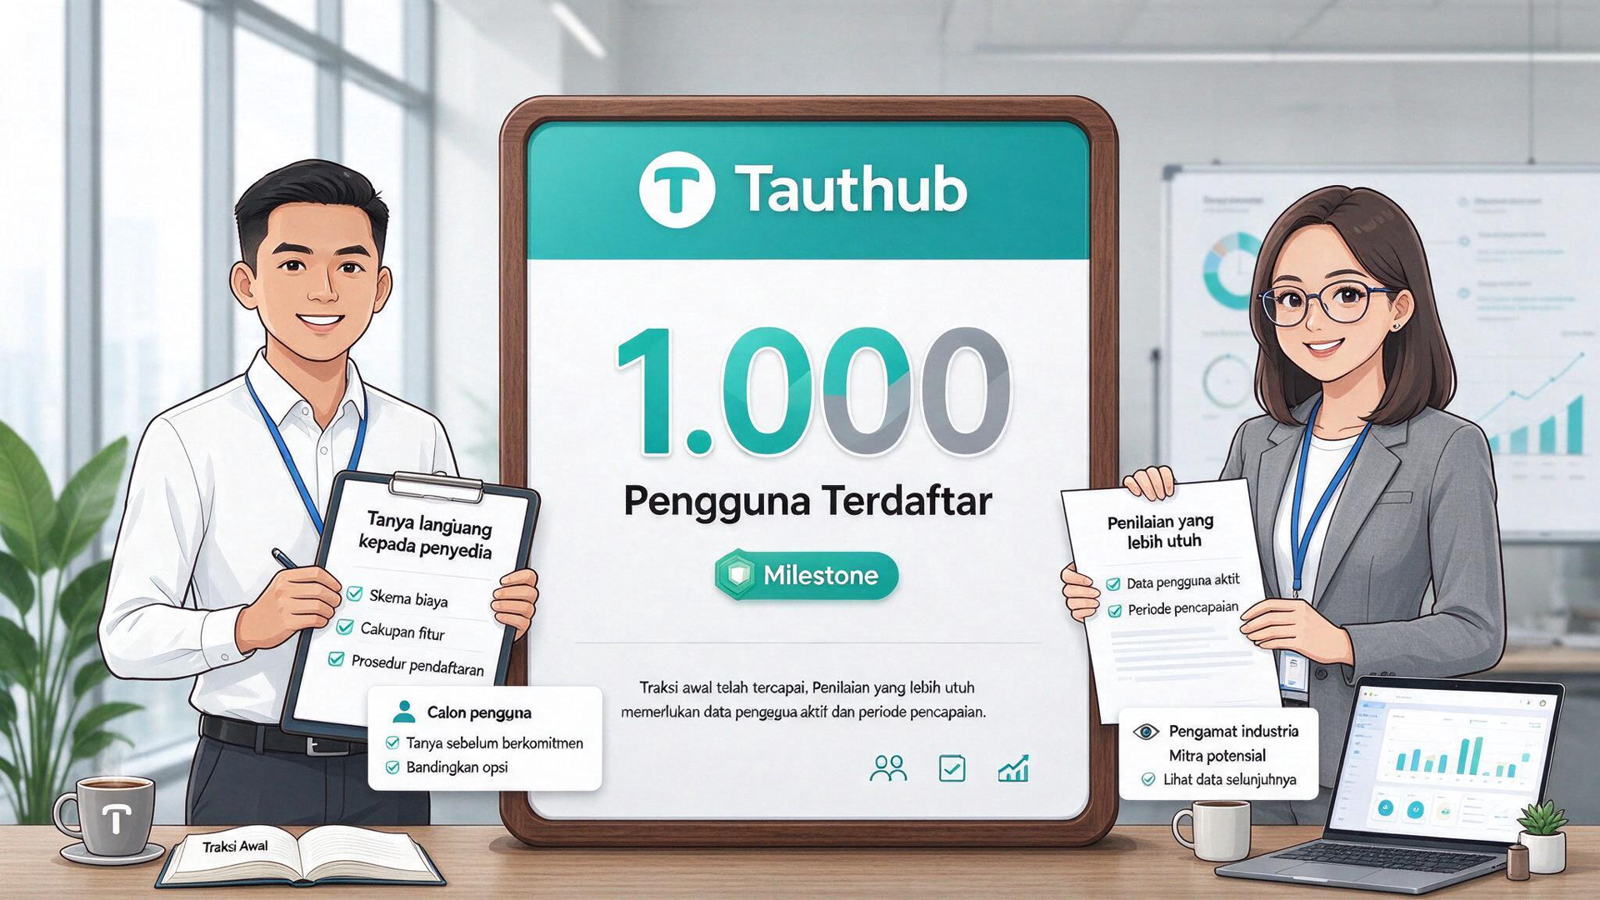 Tauthub
1.000
Pengguna Terdaftar
Milestone
Traksi awal telah tercapai, Penilaian yang lebih utuh
memerlukan data pengegua aktif dan periode pencapaian.
Tanya langiuang
kepada penyedia
Skema biaya
Cakupan fitur
Prosedur pendaftaran
Calon pengguna
Tanya sebelum berkomitmen
Bandingkan opsi
Traksi Awal
Penilaian yang
lebih utuh
Data pengguna aktif
Periode pencapaian
Pengamat industria
Mitra potensial
Lihat data selunjuhnya